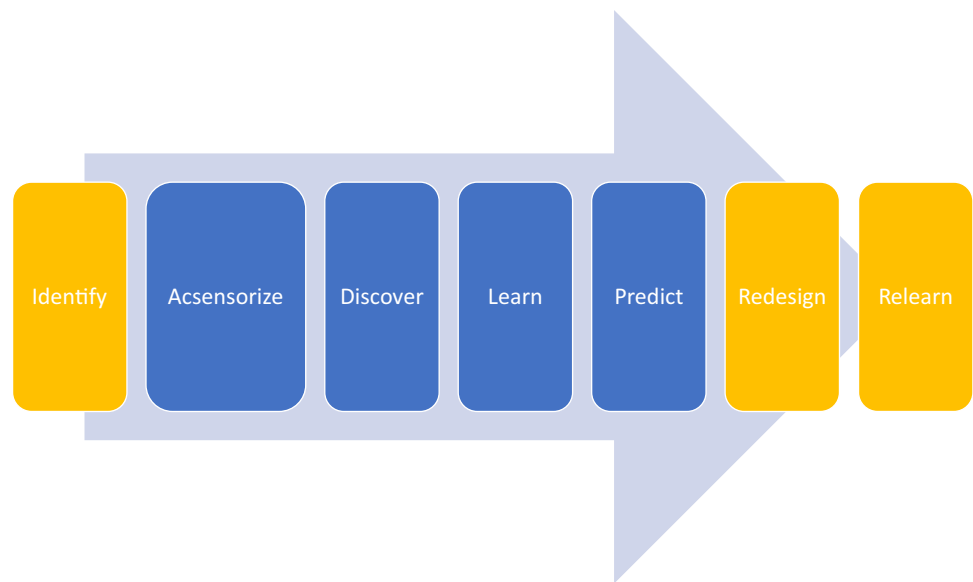 Identify
Acsensorize
Discover
Learn
Predict
Redesign
Relearn